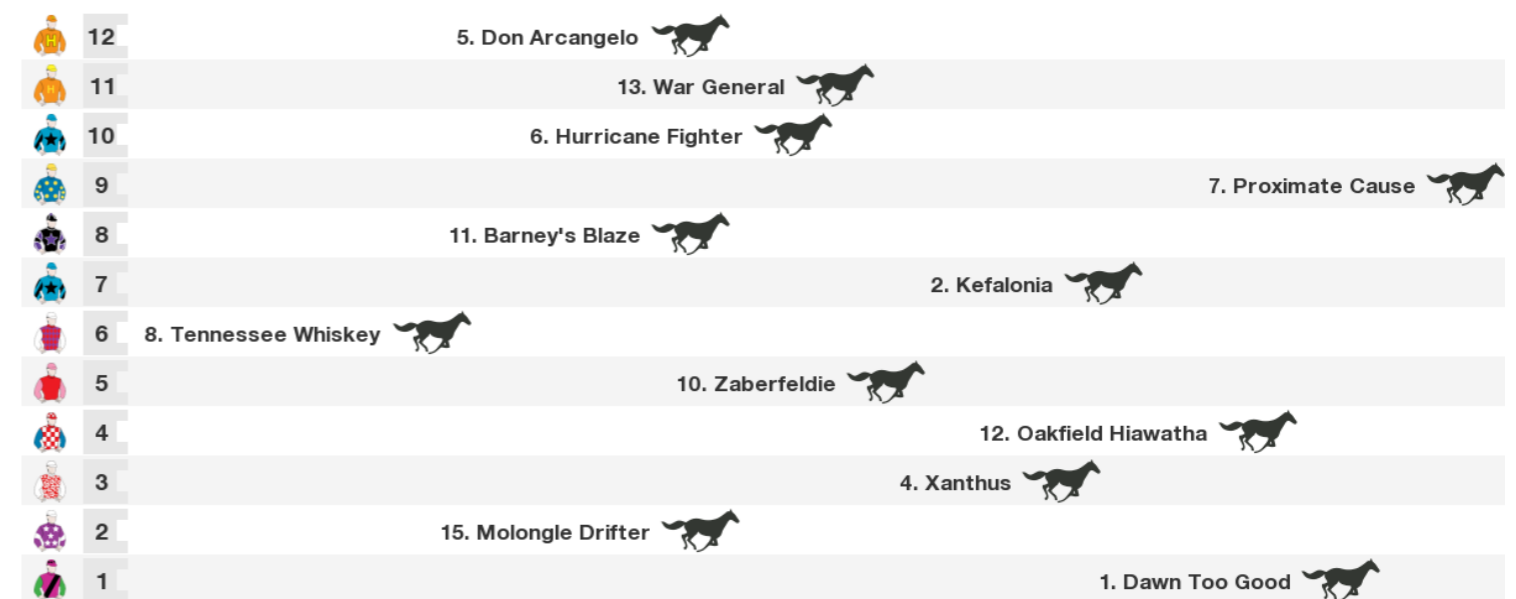 12 5. Don Arcangelo
11 13. War General
10 6. Hurricane Fighter
9 7. Proximate Cause
8 11. Barney's Blaze
7 2. Kefalonia
6 8. Tennessee Whiskey
5 10. Zaberfeldie
4 12. Oakfield Hiawatha
3 4. Xanthus
2 15. Molongle Drifter
1 1. Dawn Too Good